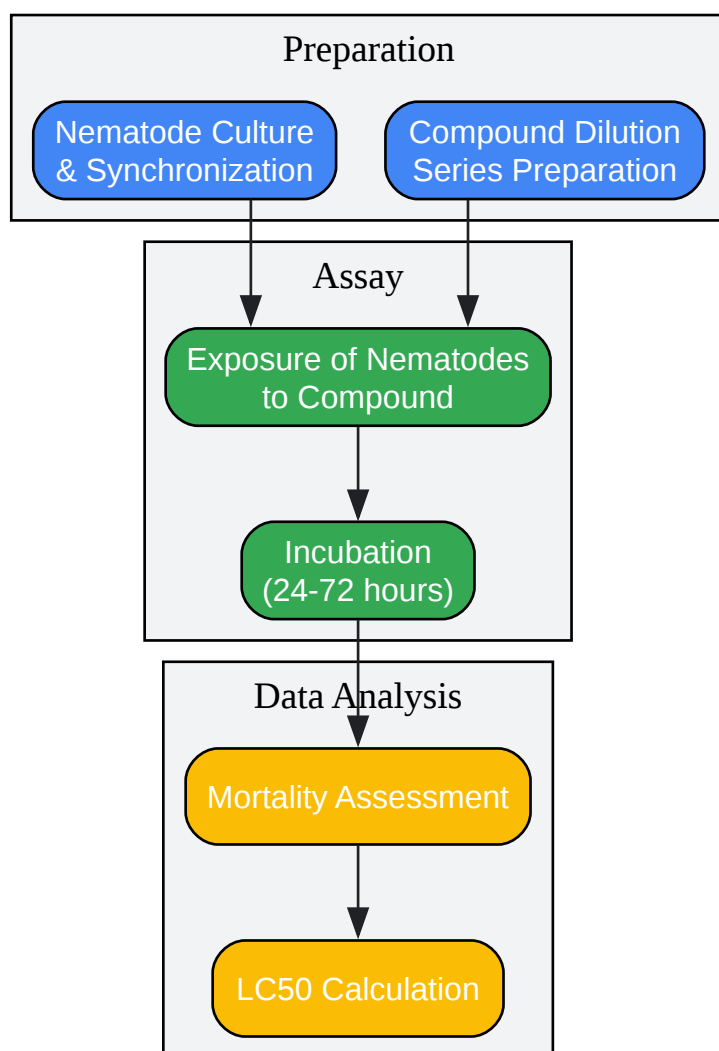 Preparation
Nematode Culture
& Synchronization
Compound Dilution
Series Preparation
Assay
Exposure of Nematodes
to Compound
Incubation
(24-72 hours)
Data Analysis
Mortality Assessment
LC50 Calculation